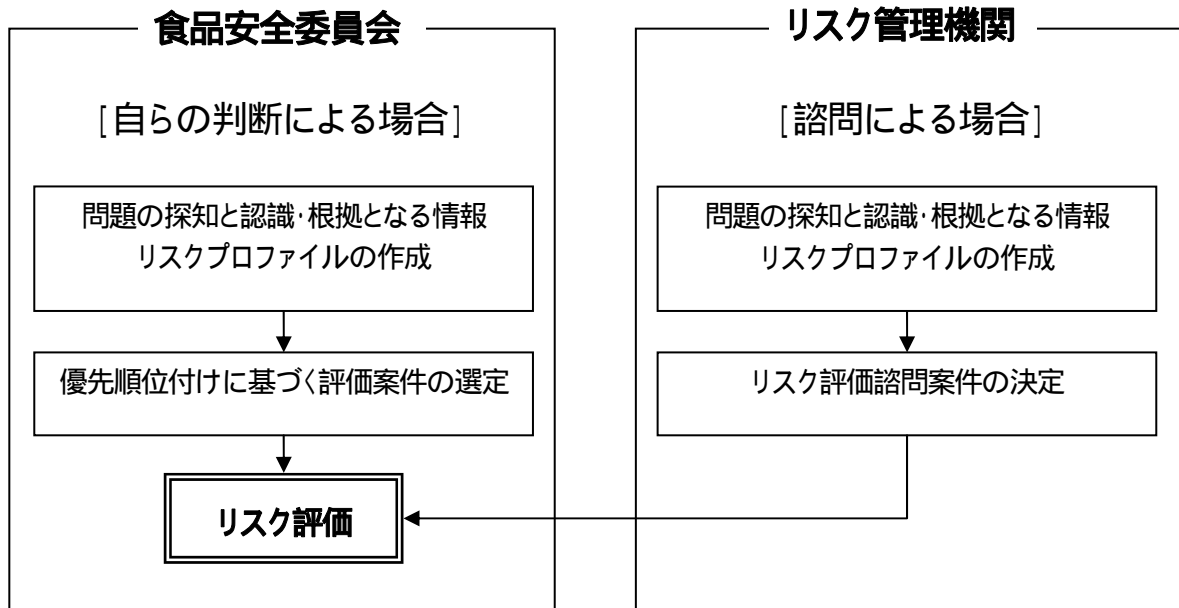 食品安全委員会
[自らの判断による場合]
問題の探知と認識・根拠となる情報
リスクプロファイルの作成
優先順位付けに基づく評価案件の選定
リスク評価
リスク管理機関
[諮問による場合]
問題の探知と認識・根拠となる情報
リスクプロファイルの作成
リスク評価諮問案件の決定